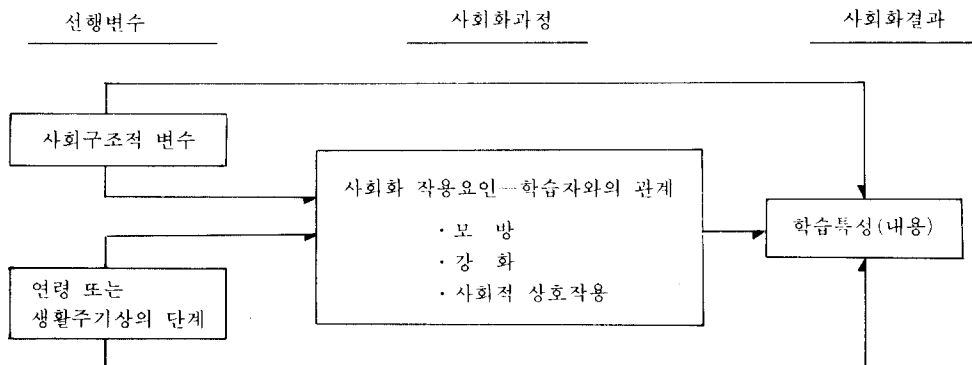 선행변수
사회화과정
사회화결과
사회구조적 변수
사회화 작용요인—학습자와의 관계
· 모 방
· 강 화
· 사회적 상호작용
학습특성(내용)
연령 또는
생활주기상의 단계